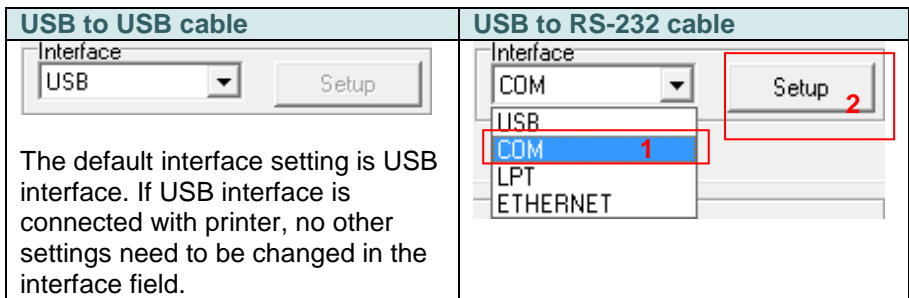 USB to USB cable
Interface
USB
Setup
The default interface setting is USB
interface. If USB interface is
connected with printer, no other
settings need to be changed in the
interface field.
USB to RS-232 cable
Interface
COM
Setup
2
USB
COM 1
LPT
ETHERNET